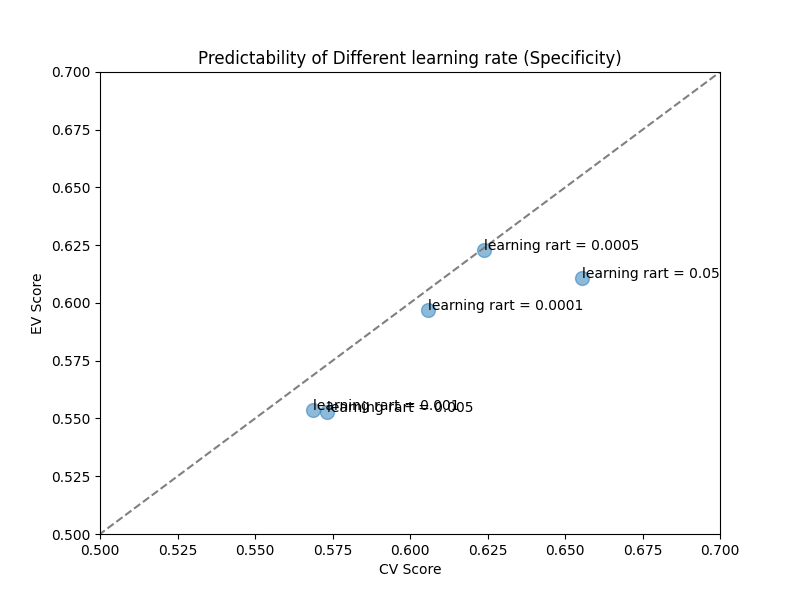 Predictability of Different learning rate (Specificity)
0.700
0.675
0.650
0.625
0.600
0.575
0.550
0.525
0.500
EV Score
learning rart = 0.0005
learning rart = 0.05
learning rart = 0.0001
learning rart = 0.001
learning rart = 0.005
0.500 0.525 0.550 0.575 0.600 0.625 0.650 0.675 0.700
CV Score